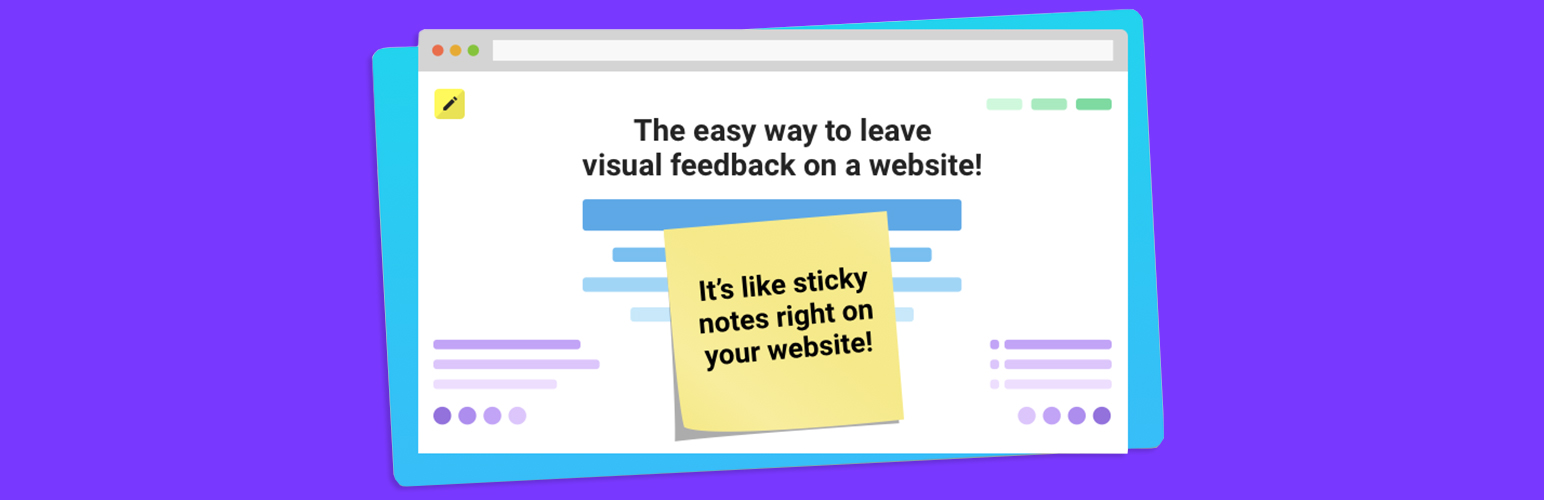 The easy way to leave
visual feedback on a website!
It’s like sticky
notes right on
your website!